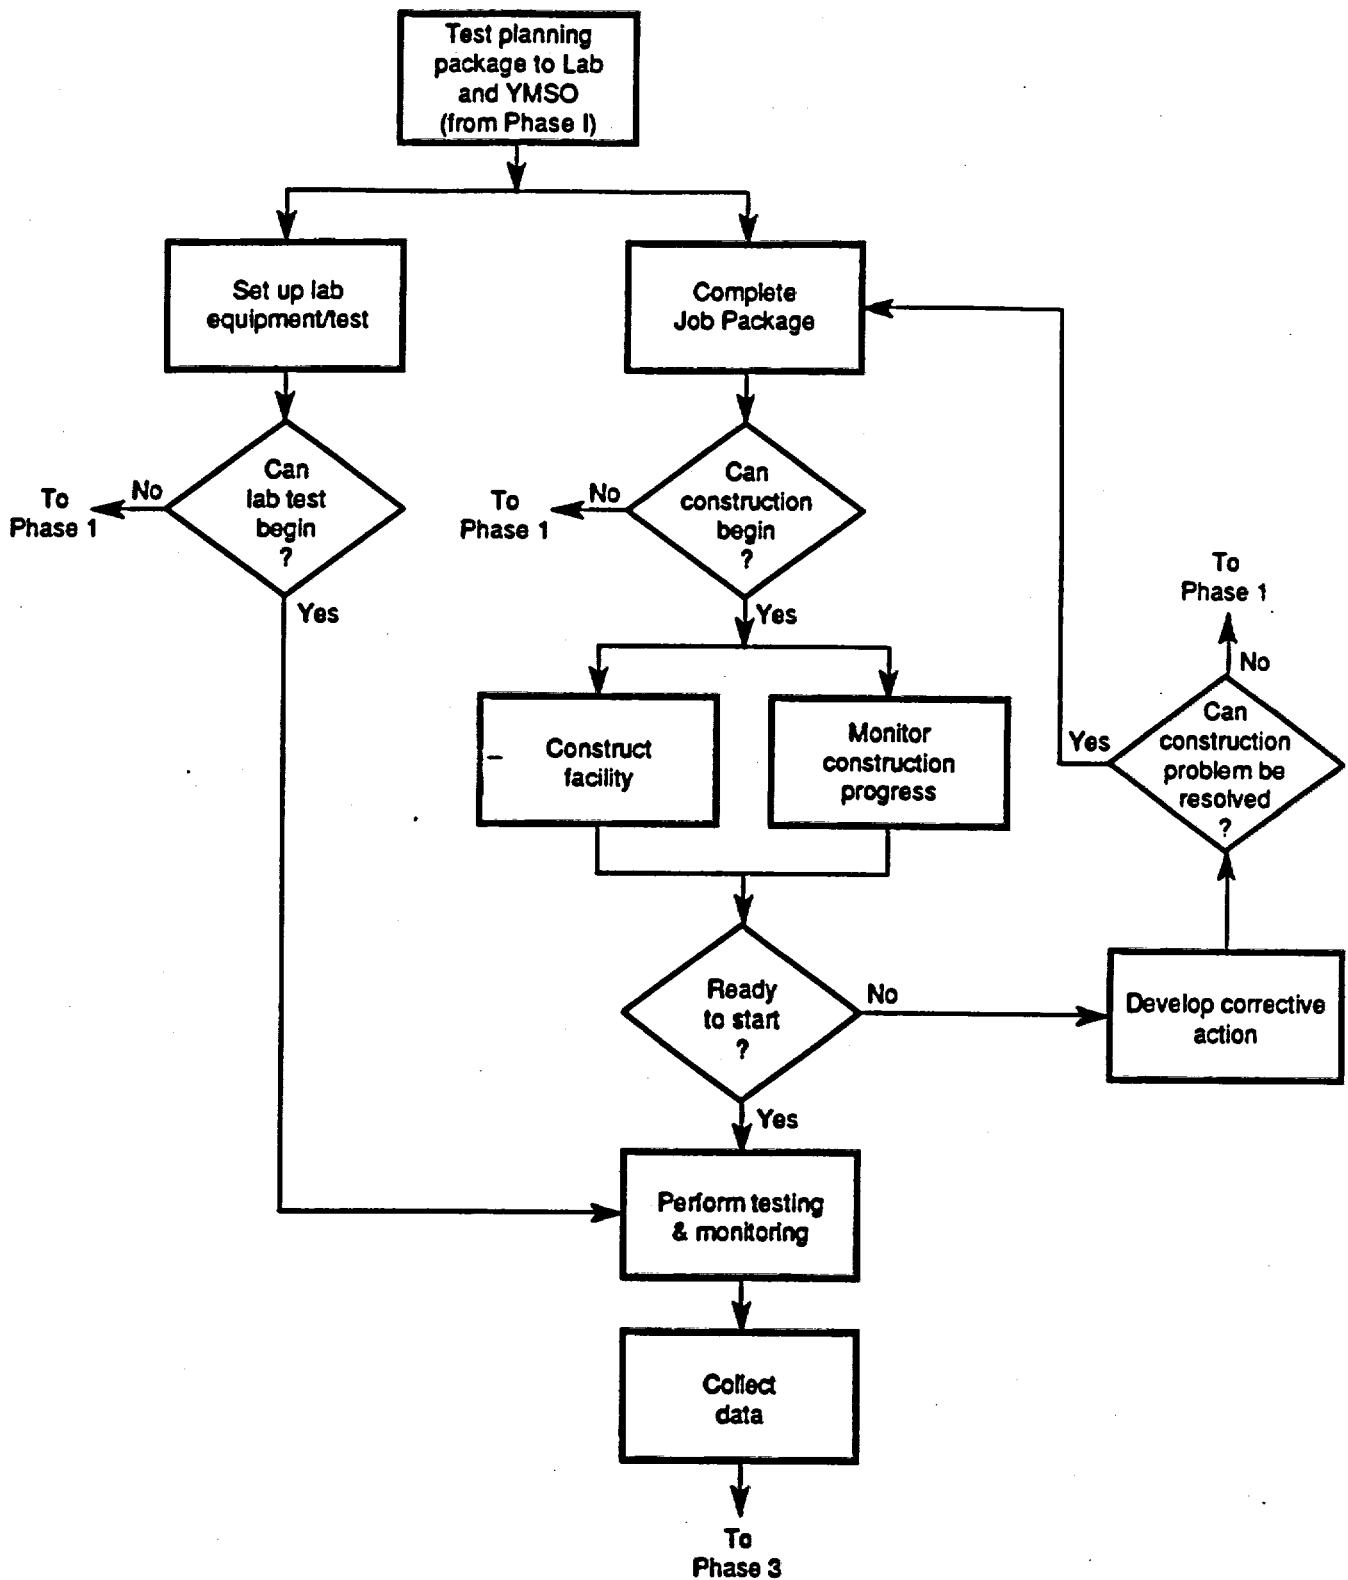 Test planning
package to Lab
and YMSO
(from Phase I)
Set up lab
equipment/test
Complete
Job Package
Can
lab test
begin
?
No
To
Phase 1
Yes
Can
construction
begin
?
No
To
Phase 1
Yes
Construct
facility
Monitor
construction
progress
To
Phase 1
No
Can
construction
problem be
resolved
?
Yes
Ready
to start
?
No
Develop corrective
action
Yes
Perform testing
& monitoring
Collect
data
To
Phase 3